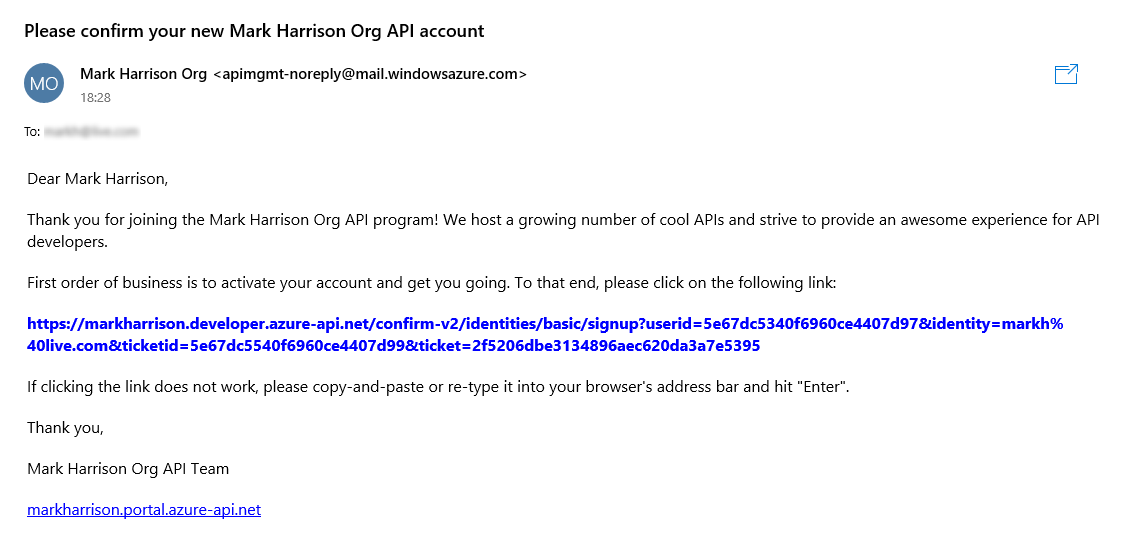 Please confirm your new Mark Harrison Org API account
MO
Mark Harrison Org <apimgmt-noreply@mail.windowsazure.com>
18:28
To:
Dear Mark Harrison,
Thank you for joining the Mark Harrison Org API program! We host a growing number of cool APIs and strive to provide an awesome experience for API
developers.
First order of business is to activate your account and get you going. To that end, please click on the following link:
https://markharrison.developer.azure-api.net/confirm-v2/identities/basic/signup?userid=5e67dc5340f6960ce4407d97&identity=markh%
40live.com&ticketid=5e67dc5540f6960ce4407d99&ticket=2f5206dbe3134896aec620da3a7e5395
If clicking the link does not work, please copy-and-paste or re-type it into your browser's address bar and hit "Enter".
Thank you,
Mark Harrison Org API Team
markharrison.portal.azure-api.net